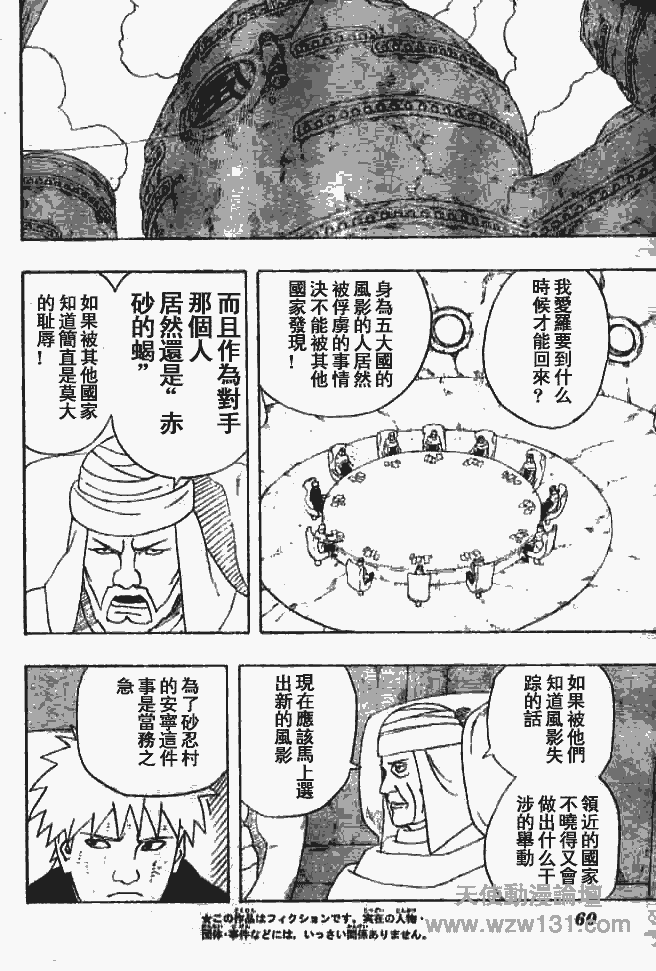 我愛羅要到什么
時候才能回來？
身為五大國的
風影的人居然
被俘虜的事情
決不能被其他
國家發現！
而且作為對手
那個人
居然還是“赤
砂的蝎”
如果被其他國家
知道簡直是莫大
的耻辱！
如果被他們
知道風影失
踪的話
領近的國家
不曉得又會
做出什么干
涉的舉動
現在應該馬上選
出新的風影
為了砂忍村
的安寧這件
事是當務之
急
★この作品はフィクションです。実在の人物・
団体・事件などには、いっさい関係ありません。
69
天使動漫論壇
www.wzw131.com